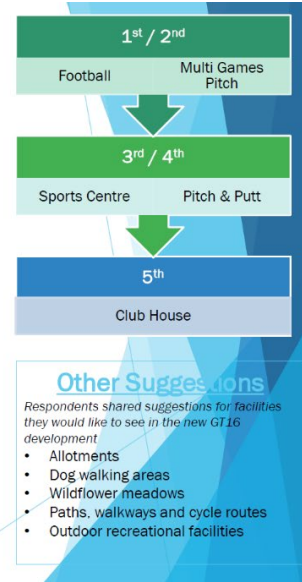 1st / 2nd
Football
Multi Games
Pitch
3rd / 4th
Sports Centre
Pitch & Putt
5th
Club House
Other Suggestions
Respondents shared suggestions for facilities
they would like to see in the new GT16
development
• Allotments
• Dog walking areas
• Wildflower meadows
• Paths, walkways and cycle routes
• Outdoor recreational facilities